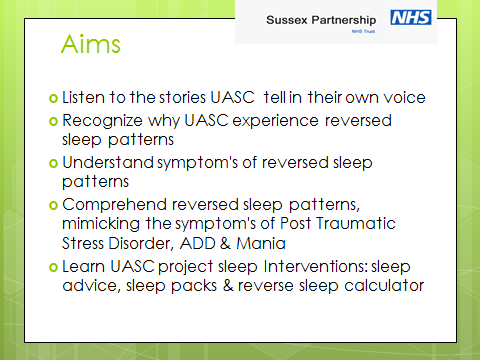 Sussex Partnership NHS
NHS Trust
Aims
Listen to the stories UASC tell in their own voice
Recognize why UASC experience reversed
sleep patterns
Understand symptom's of reversed sleep
patterns
Comprehend reversed sleep patterns,
mimicking the symptom's of Post Traumatic
Stress Disorder, ADD & Mania
Learn UASC project sleep Interventions: sleep
advice, sleep packs & reverse sleep calculator